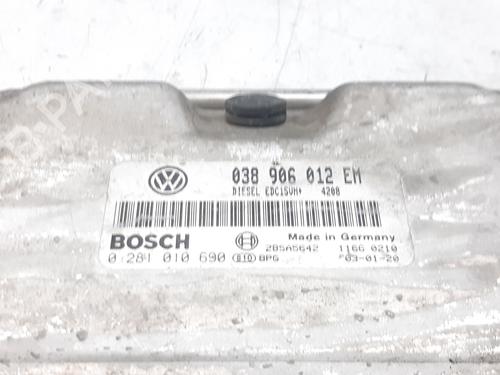 038 906 012 EM
DIESEL EDC15VM+ 4208
BOSCH
Made in Germany
28SA5642 1166 0210
0 281 010 690 010 BPG *03-01-20